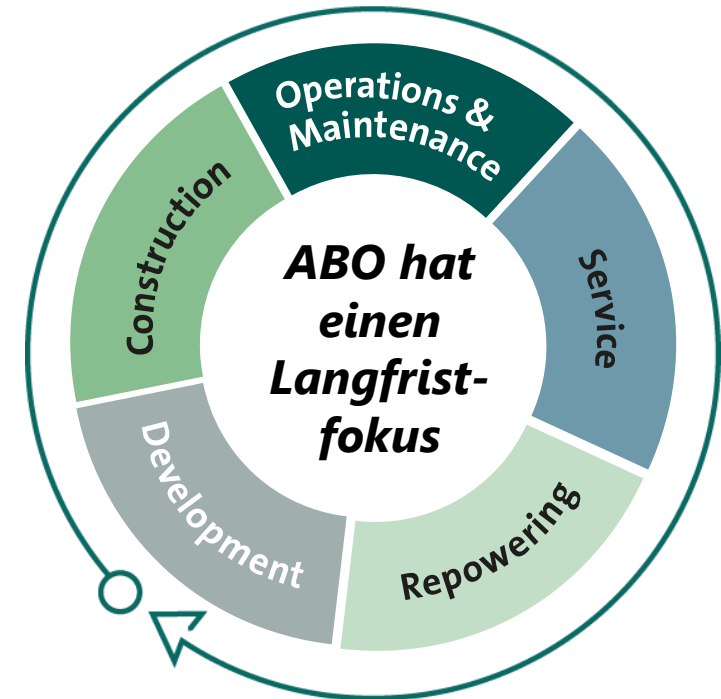 Operations &
Maintenance
Service
Repowering
Development
Construction
ABO hat
einen
Langfrist-
fokus